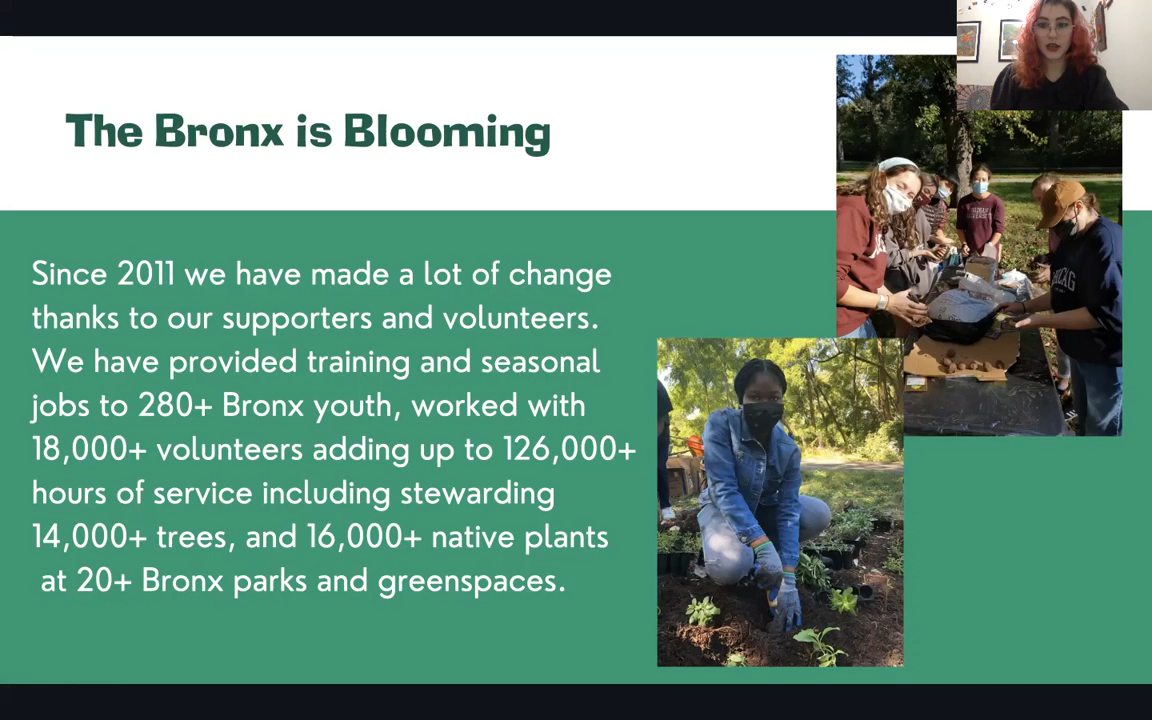 The Bronx is Blooming
Since 2011 we have made a lot of change
thanks to our supporters and volunteers.
We have provided training and seasonal
jobs to 280+ Bronx youth, worked with
18,000+ volunteers adding up to 126,000+
hours of service including stewarding
14,000+ trees, and 16,000+ native plants
at 20+ Bronx parks and greenspaces.